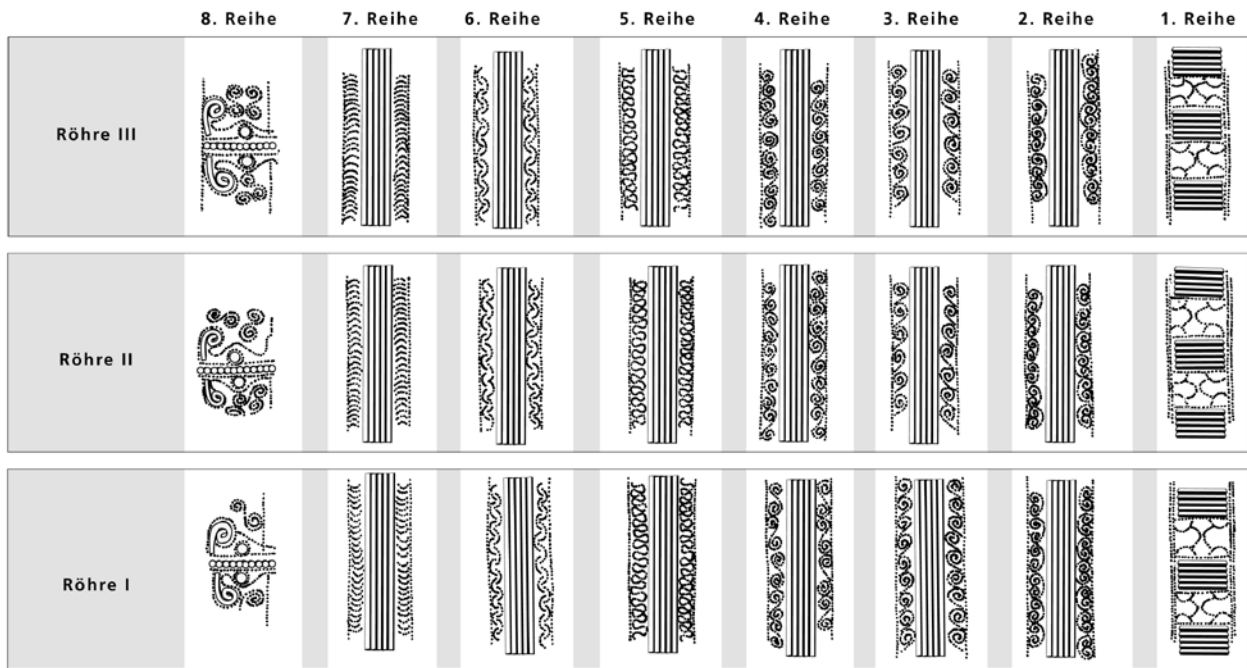 8. Reihe 7. Reihe 6. Reihe 5. Reihe 4. Reihe 3. Reihe 2. Reihe 1. Reihe
Röhre III
Röhre II
Röhre I